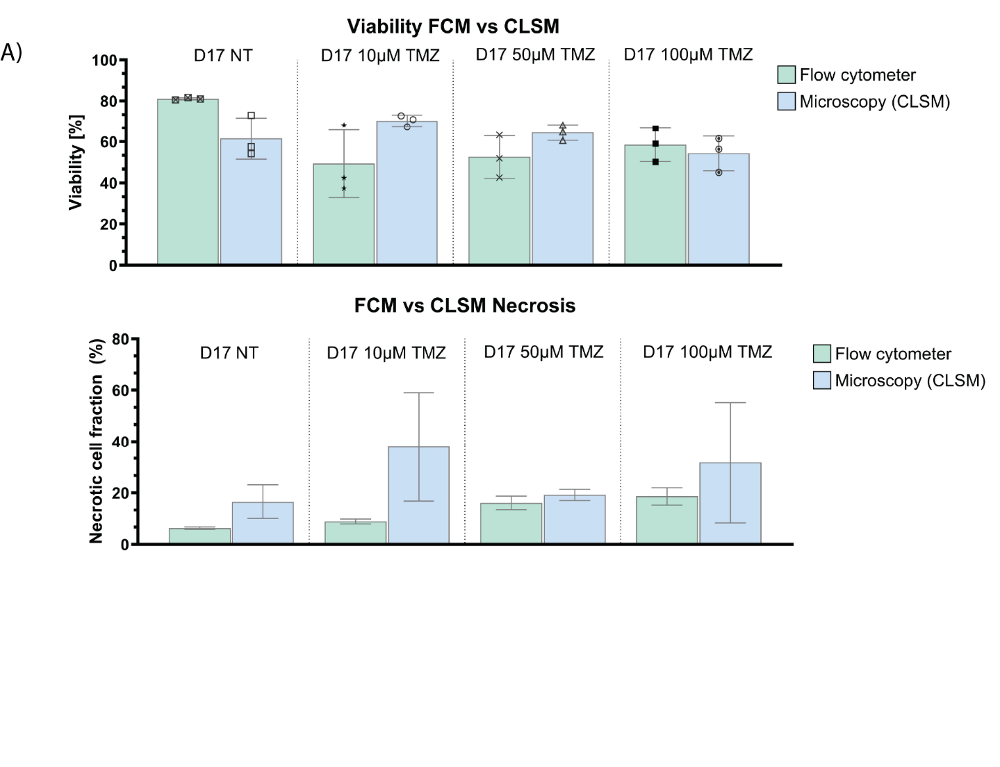 Viability FCM vs CLSM
A)
D17 NT
D17 10µM TMZ
D17 50µM TMZ
D17 100µM TMZ
Flow cytometer
Microscopy (CLSM)
Viability [%]
100
80
60
40
20
0
FCM vs CLSM Necrosis
D17 NT
D17 10µM TMZ
D17 50µM TMZ
D17 100µM TMZ
Flow cytometer
Microscopy (CLSM)
Necrotic cell fraction (%)
80
60
40
20
0